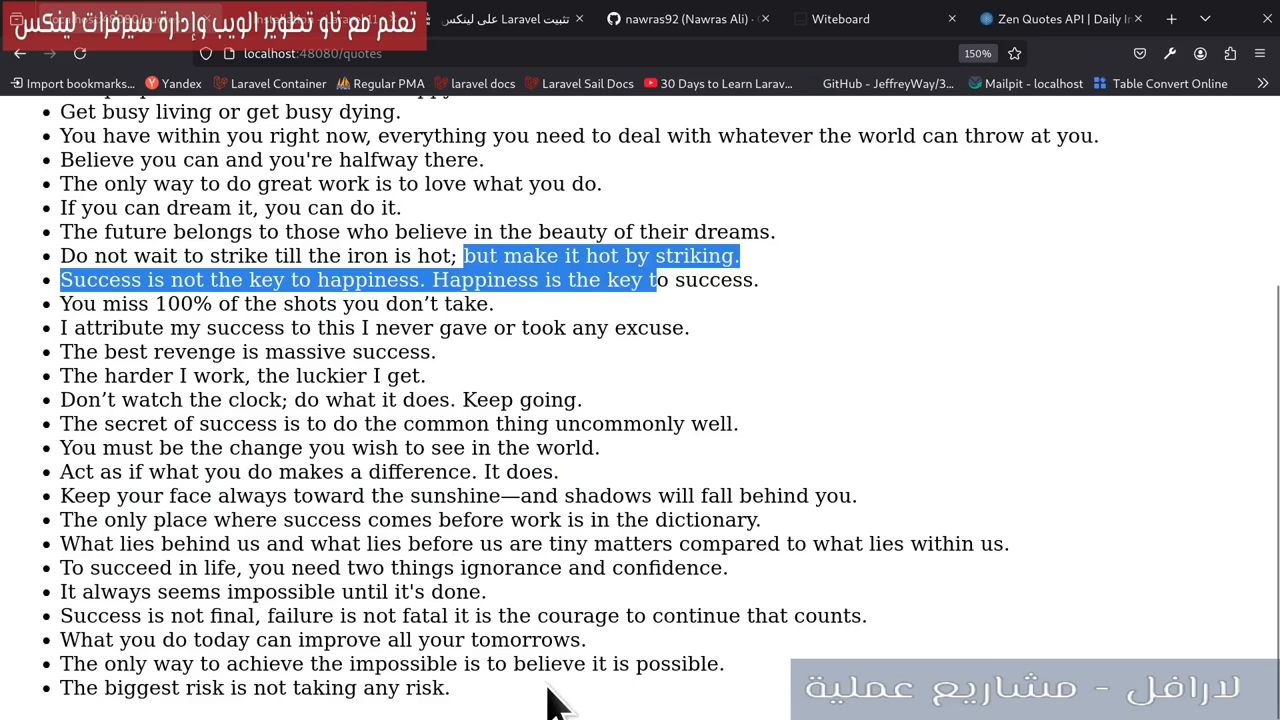 تعلم مع ناو تطوير الويب وإدارة سيرفرات لينكس
تثبيت Laravel على لينكس
nawras92 (Nawras Ali) ·
Witeboard
Zen Quotes API | Daily In
localhost:48080/quotes
150%
Import bookmarks...
Yandex
Laravel Container
Regular PMA
laravel docs
Laravel Sail Docs
30 Days to Learn Larav...
GitHub - JeffreyWay/3...
Mailpit - localhost
Table Convert Online
Get busy living or get busy dying.
You have within you right now, everything you need to deal with whatever the world can throw at you.
Believe you can and you're halfway there.
The only way to do great work is to love what you do.
If you can dream it, you can do it.
The future belongs to those who believe in the beauty of their dreams.
Do not wait to strike till the iron is hot; but make it hot by striking.
Success is not the key to happiness. Happiness is the key to success.
You miss 100% of the shots you don’t take.
I attribute my success to this I never gave or took any excuse.
The best revenge is massive success.
The harder I work, the luckier I get.
Don’t watch the clock; do what it does. Keep going.
The secret of success is to do the common thing uncommonly well.
You must be the change you wish to see in the world.
Act as if what you do makes a difference. It does.
Keep your face always toward the sunshine—and shadows will fall behind you.
The only place where success comes before work is in the dictionary.
What lies behind us and what lies before us are tiny matters compared to what lies within us.
To succeed in life, you need two things ignorance and confidence.
It always seems impossible until it's done.
Success is not final, failure is not fatal it is the courage to continue that counts.
What you do today can improve all your tomorrows.
The only way to achieve the impossible is to believe it is possible.
The biggest risk is not taking any risk.
لارافل - مشاريع عملية